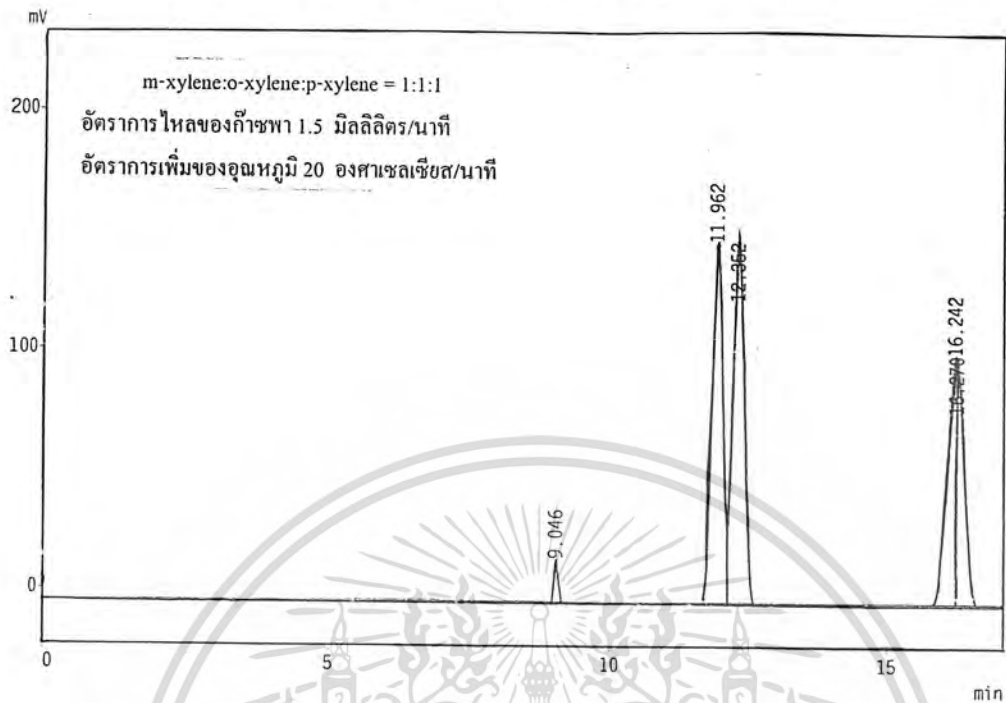 mV
m-xylene:o-xylene:p-xylene = 1:1:1
อัตราการไหลของก๊าซพา 1.5 มิลลิลิตร/นาที
อัตราการเพิ่มของอุณหภูมิ 20 องศาเซลเซียส/นาที
200
100
0
9.046
11.962
12.352
16.270
16.242
0
5
10
15
min